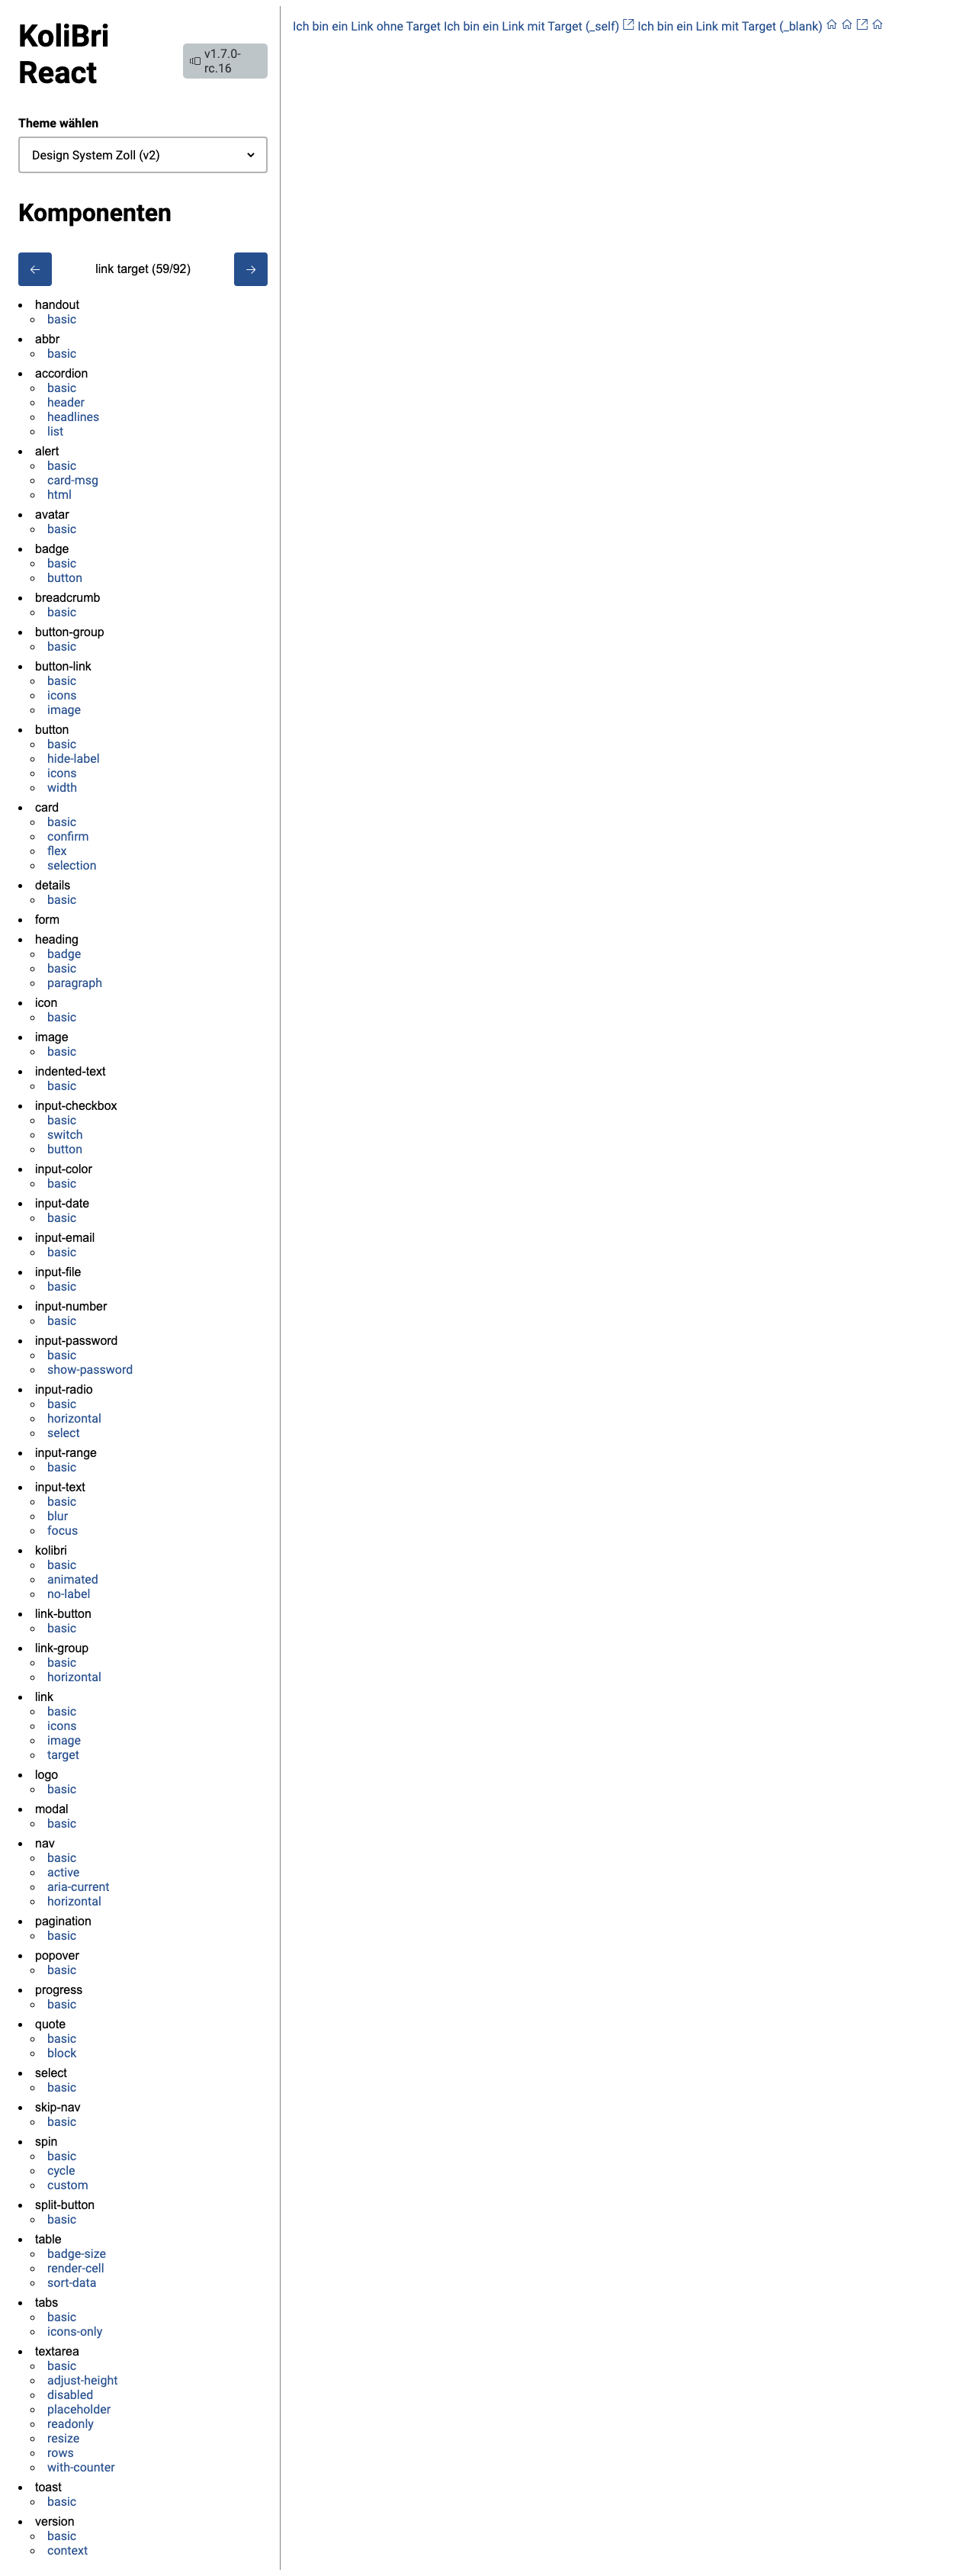 KoliBri
React
v1.7.0-
rc.16
Theme wählen
Design System Zoll (v2)
Komponenten
link target (59/92)
handout
basic
abbr
basic
accordion
basic
header
headlines
list
alert
basic
card-msg
html
avatar
basic
badge
basic
button
breadcrumb
basic
button-group
basic
button-link
basic
icons
image
button
basic
hide-label
icons
width
card
basic
confirm
flex
selection
details
basic
form
heading
badge
basic
paragraph
icon
basic
image
basic
indented-text
basic
input-checkbox
basic
switch
button
input-color
basic
input-date
basic
input-email
basic
input-file
basic
input-number
basic
input-password
basic
show-password
input-radio
basic
horizontal
select
input-range
basic
input-text
basic
blur
focus
kolibri
basic
animated
no-label
link-button
basic
link-group
basic
horizontal
link
basic
icons
image
target
logo
basic
modal
basic
nav
basic
active
aria-current
horizontal
pagination
basic
popover
basic
progress
basic
quote
basic
block
select
basic
skip-nav
basic
spin
basic
cycle
custom
split-button
basic
table
badge-size
render-cell
sort-data
tabs
basic
icons-only
textarea
basic
adjust-height
disabled
placeholder
readonly
resize
rows
with-counter
toast
basic
version
basic
context
Ich bin ein Link ohne Target Ich bin ein Link mit Target (_self) Ich bin ein Link mit Target (_blank)